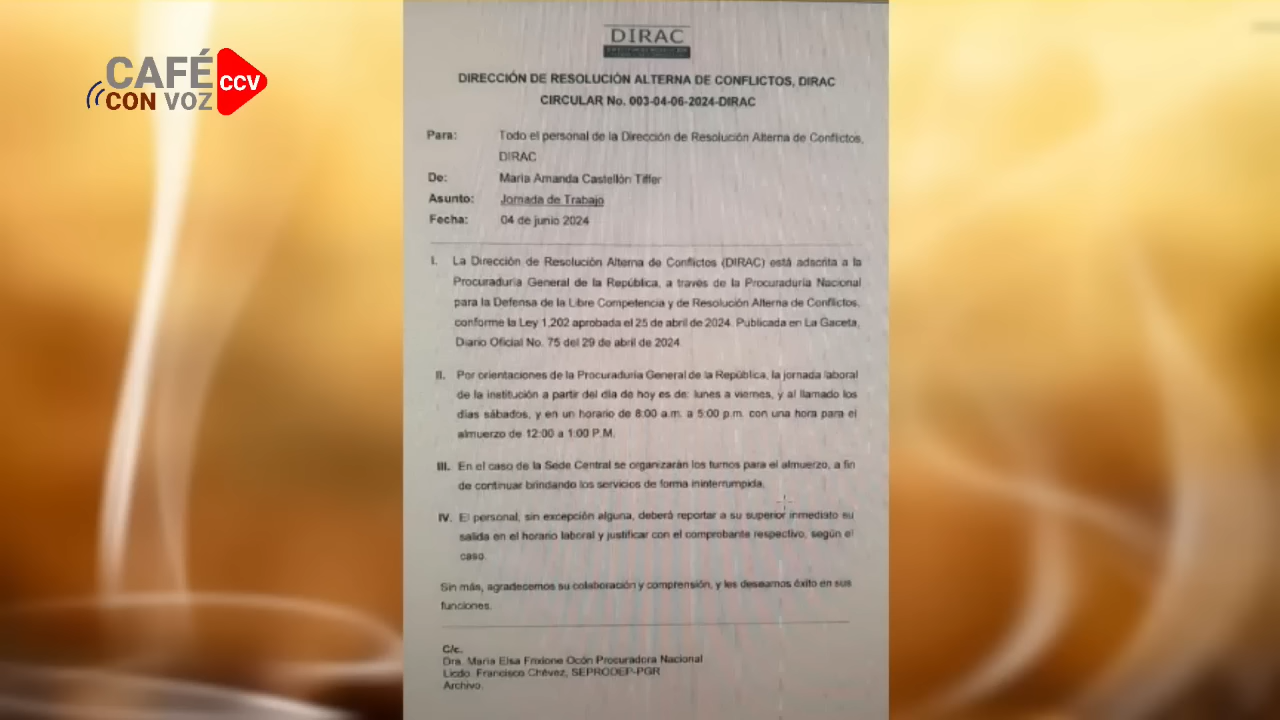 CAFÉ
CON VOZ
CCV
DIRAC
DIRECCIÓN DE RESOLUCIÓN ALTERNA DE CONFLICTOS, DIRAC
CIRCULAR No. 003-04-06-2024-DIRAC
Para: Todo el personal de la Dirección de Resolución Alterna de Conflictos,
DIRAC
De: María Amanda Castellón Tiffer
Asunto: Jornada de Trabajo
Fecha: 04 de junio 2024
I. La Dirección de Resolución Alterna de Conflictos (DIRAC) está adscrita a la
Procuraduría General de la República, a través de la Procuraduría Nacional
para la Defensa de la Libre Competencia y de Resolución Alterna de Conflictos,
conforme la Ley 1,202 aprobada el 25 de abril de 2024. Publicada en La Gaceta,
Diario Oficial No. 75 del 29 de abril de 2024.
II. Por orientaciones de la Procuraduría General de la República, la jornada laboral
de la institución a partir del día de hoy es de: lunes a viernes, y al llamado los
días sábados, y en un horario de 8:00 a.m. a 5:00 p.m. con una hora para el
almuerzo de 12:00 a 1:00 P.M.
III. En el caso de la Sede Central se organizarán los turnos para el almuerzo, a fin
de continuar brindando los servicios de forma ininterrumpida.
IV. El personal, sin excepción alguna, deberá reportar a su superior inmediato su
salida en el horario laboral y justificar con el comprobante respectivo, según el
caso.
Sin más, agradecemos su colaboración y comprensión, y les deseamos éxito en sus
funciones.
C/c.
Dra. María Elsa Frixione Ocón Procuradora Nacional
Licdo. Francisco Chévez, SEPRODEP-PGR
Archivo.